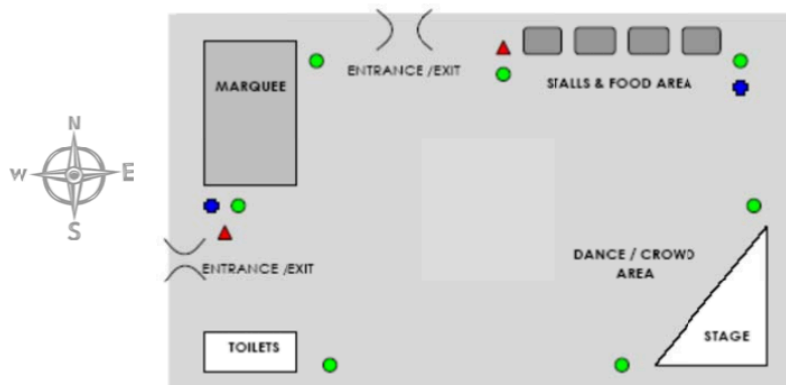 MARQUEE
ENTRANCE /EXIT
STALLS & FOOD AREA
N
W
E
S
ENTRANCE/EXIT
DANCE / CROWD
AREA
TOILETS
STAGE